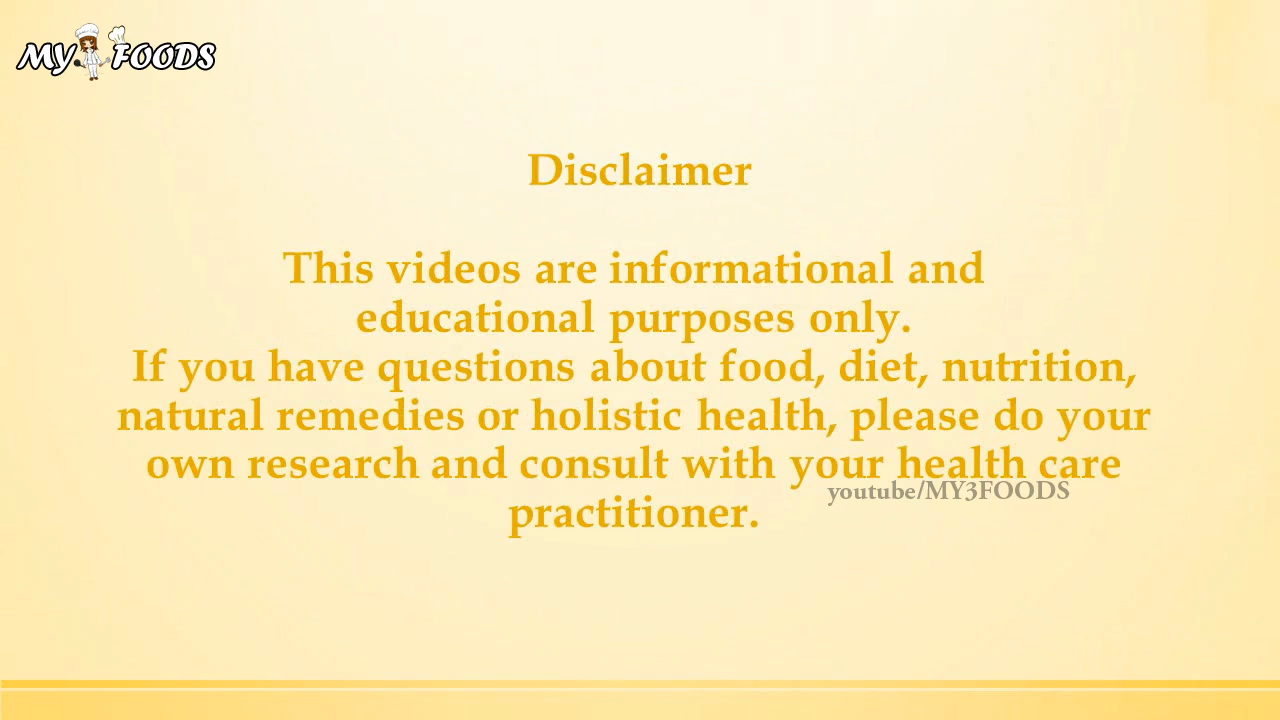 MY FOODS
Disclaimer
This videos are informational and
educational purposes only.
If you have questions about food, diet, nutrition,
natural remedies or holistic health, please do your
own research and consult with your health care
youtube/MY3FOODS
practitioner.